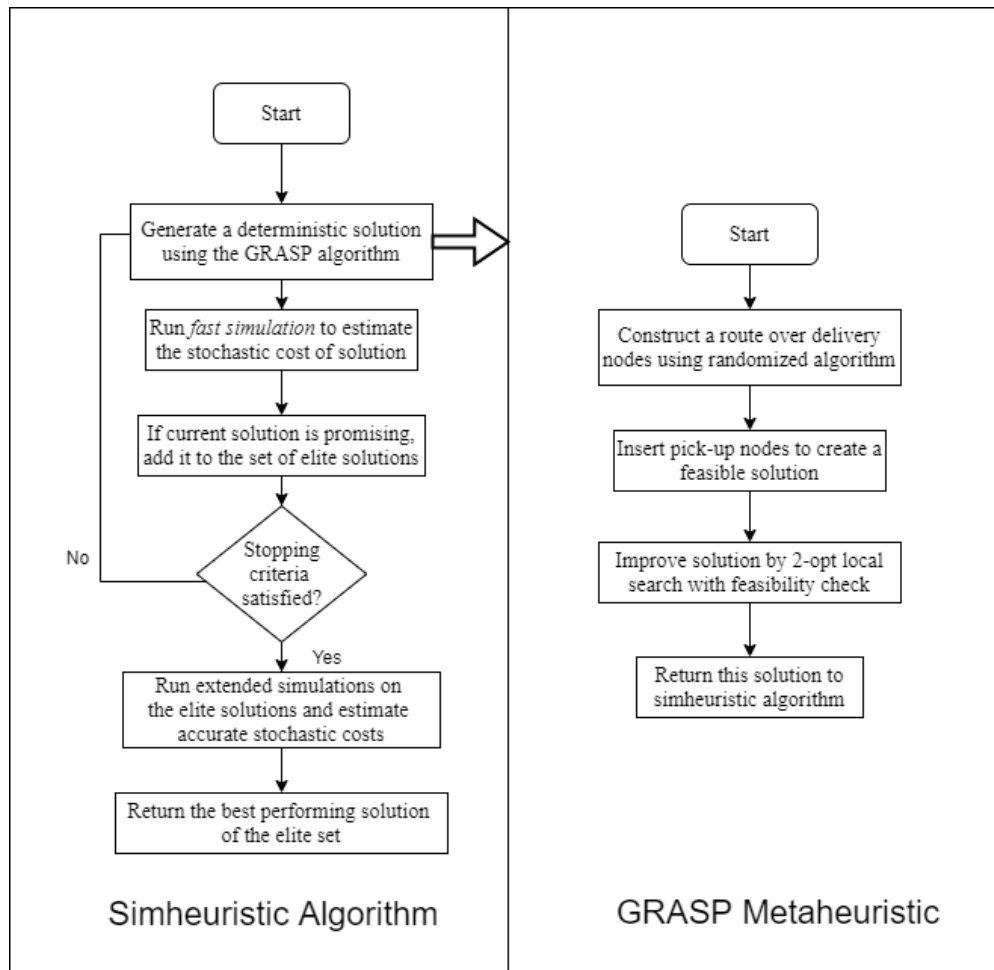 Start
Generate a deterministic solution
using the GRASP algorithm
Run fast simulation to estimate
the stochastic cost of solution
If current solution is promising,
add it to the set of elite solutions
Stopping
criteria
satisfied?
No
Yes
Run extended simulations on
the elite solutions and estimate
accurate stochastic costs
Return the best performing solution
of the elite set
Simheuristic Algorithm
Start
Construct a route over delivery
nodes using randomized algorithm
Insert pick-up nodes to create a
feasible solution
Improve solution by 2-opt local
search with feasibility check
Return this solution to
simheuristic algorithm
GRASP Metaheuristic